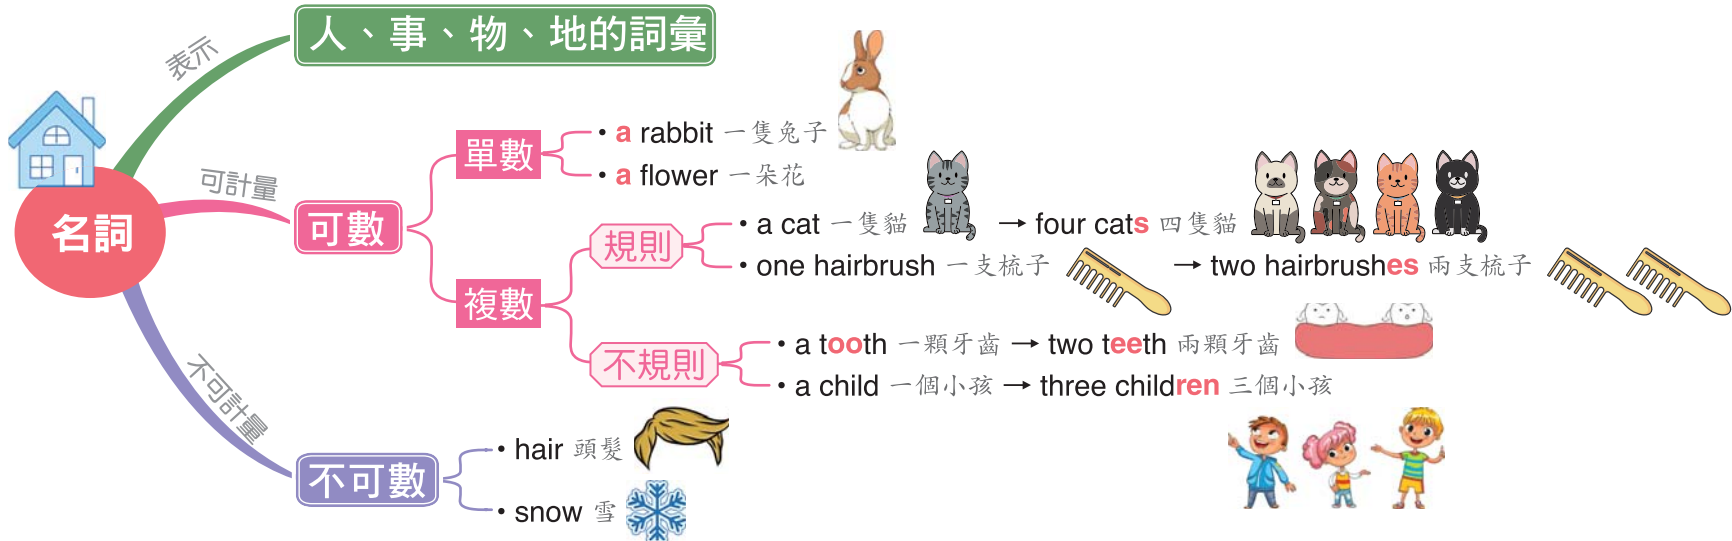 表示
人、事、物、地的詞彙
名詞
可計量
可數
單數
• a rabbit 一隻兔子
• a flower 一朵花
複數
規則
• a cat 一隻貓 → four cats 四隻貓
• one hairbrush 一支梳子 → two hairbrushes 兩支梳子
不規則
• a tooth 一顆牙齒 → two teeth 兩顆牙齒
• a child 一個小孩 → three children 三個小孩
不可計量
不可數
• hair 頭髮
• snow 雪